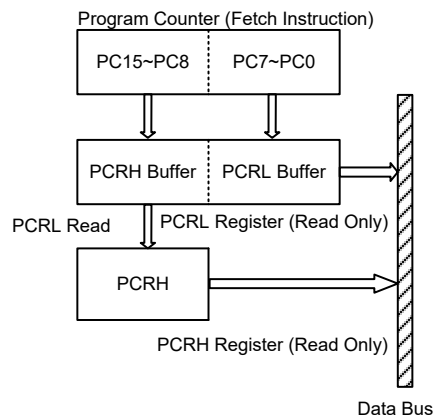 Program Counter (Fetch Instruction)
PC15~PC8 PC7~PC0
PCRH Buffer PCRL Buffer
PCRL Read PCRL Register (Read Only)
PCRH
PCRH Register (Read Only)
Data Bus